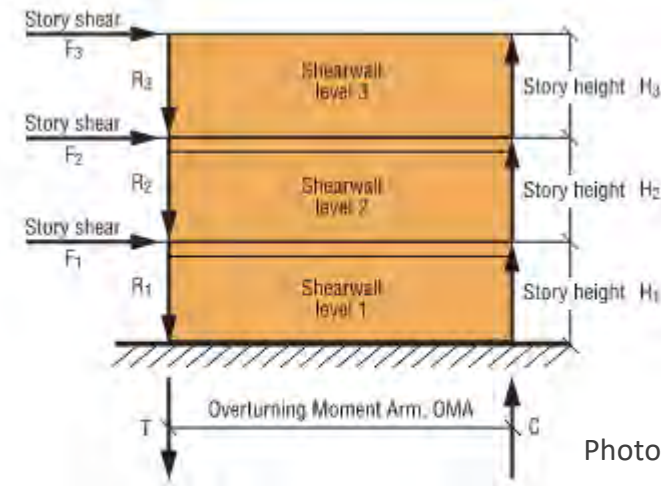 Story shear
F3
R3
Shearwall
level 3
Story height H3
Story shear
F2
R2
Shearwall
level 2
Story height H2
Story shear
F1
R1
Shearwall
level 1
Story height H1
T
Overturning Moment Arm, OMA
C
Photo